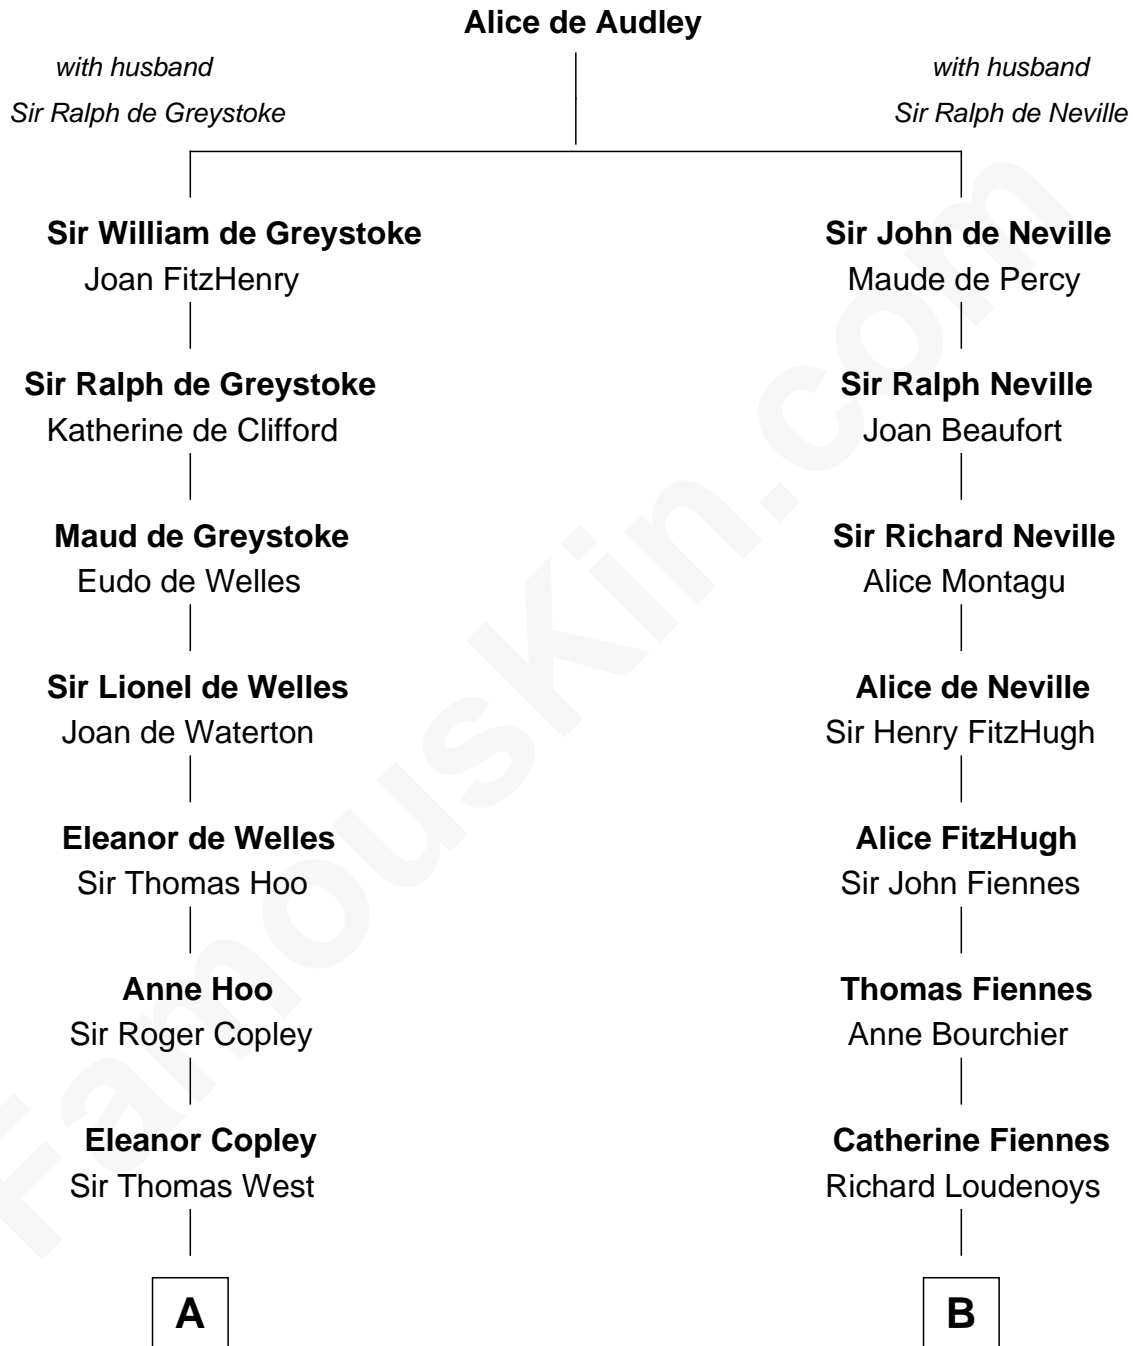 Alice de Audley
with husband
Sir Ralph de Greystoke
with husband
Sir Ralph de Neville
Sir William de Greystoke
Joan FitzHenry
Sir Ralph de Greystoke
Katherine de Clifford
Maud de Greystoke
Eudo de Welles
Sir Lionel de Welles
Joan de Waterton
Eleanor de Welles
Sir Thomas Hoo
Anne Hoo
Sir Roger Copley
Eleanor Copley
Sir Thomas West
A
Sir John de Neville
Maude de Percy
Sir Ralph Neville
Joan Beaufort
Sir Richard Neville
Alice Montagu
Alice de Neville
Sir Henry FitzHugh
Alice FitzHugh
Sir John Fiennes
Thomas Fiennes
Anne Bourchier
Catherine Fiennes
Richard Loudenoys
B
FamousKin.com